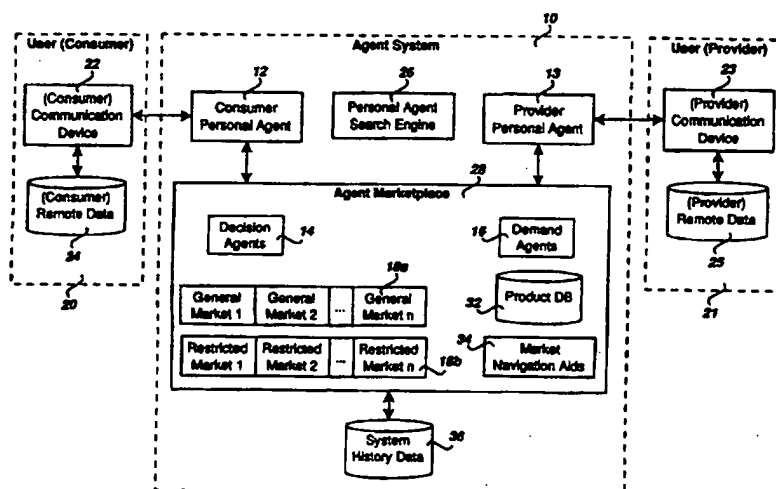 10
User (Consumer)
Agent System
User (Provider)
22
12
26
13
23
(Consumer)
Communication
Device
Consumer
Personal Agent
Personal Agent
Search Engine
Provider
Personal Agent
(Provider)
Communication
Device
28
Agent Marketplace
(Consumer)
Remote Data
(Provider)
Remote Data
24
25
Decision
Agents
14
16
Demand
Agents
20
21
18a
General
Market 1
General
Market 2
...
General
Market n
32
Product DB
Restricted
Market 1
Restricted
Market 2
...
Restricted
Market n
18b
34
Market
Navigation Aids
System
History Data
36